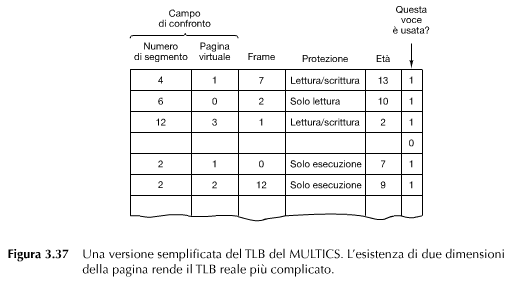 Campo
di confronto
Questa
voce
è usata?
Numero
di segmento
Pagina
virtuale
Frame
Protezione
Età
4 1 7 Lettura/scrittura 13 1
6 0 2 Solo lettura 10 1
12 3 1 Lettura/scrittura 2 1
0
2 1 0 Solo esecuzione 7 1
2 2 12 Solo esecuzione 9 1
Figura 3.37 Una versione semplificata del TLB del MULTICS. L'esistenza di due dimensioni
della pagina rende il TLB reale più complicato.